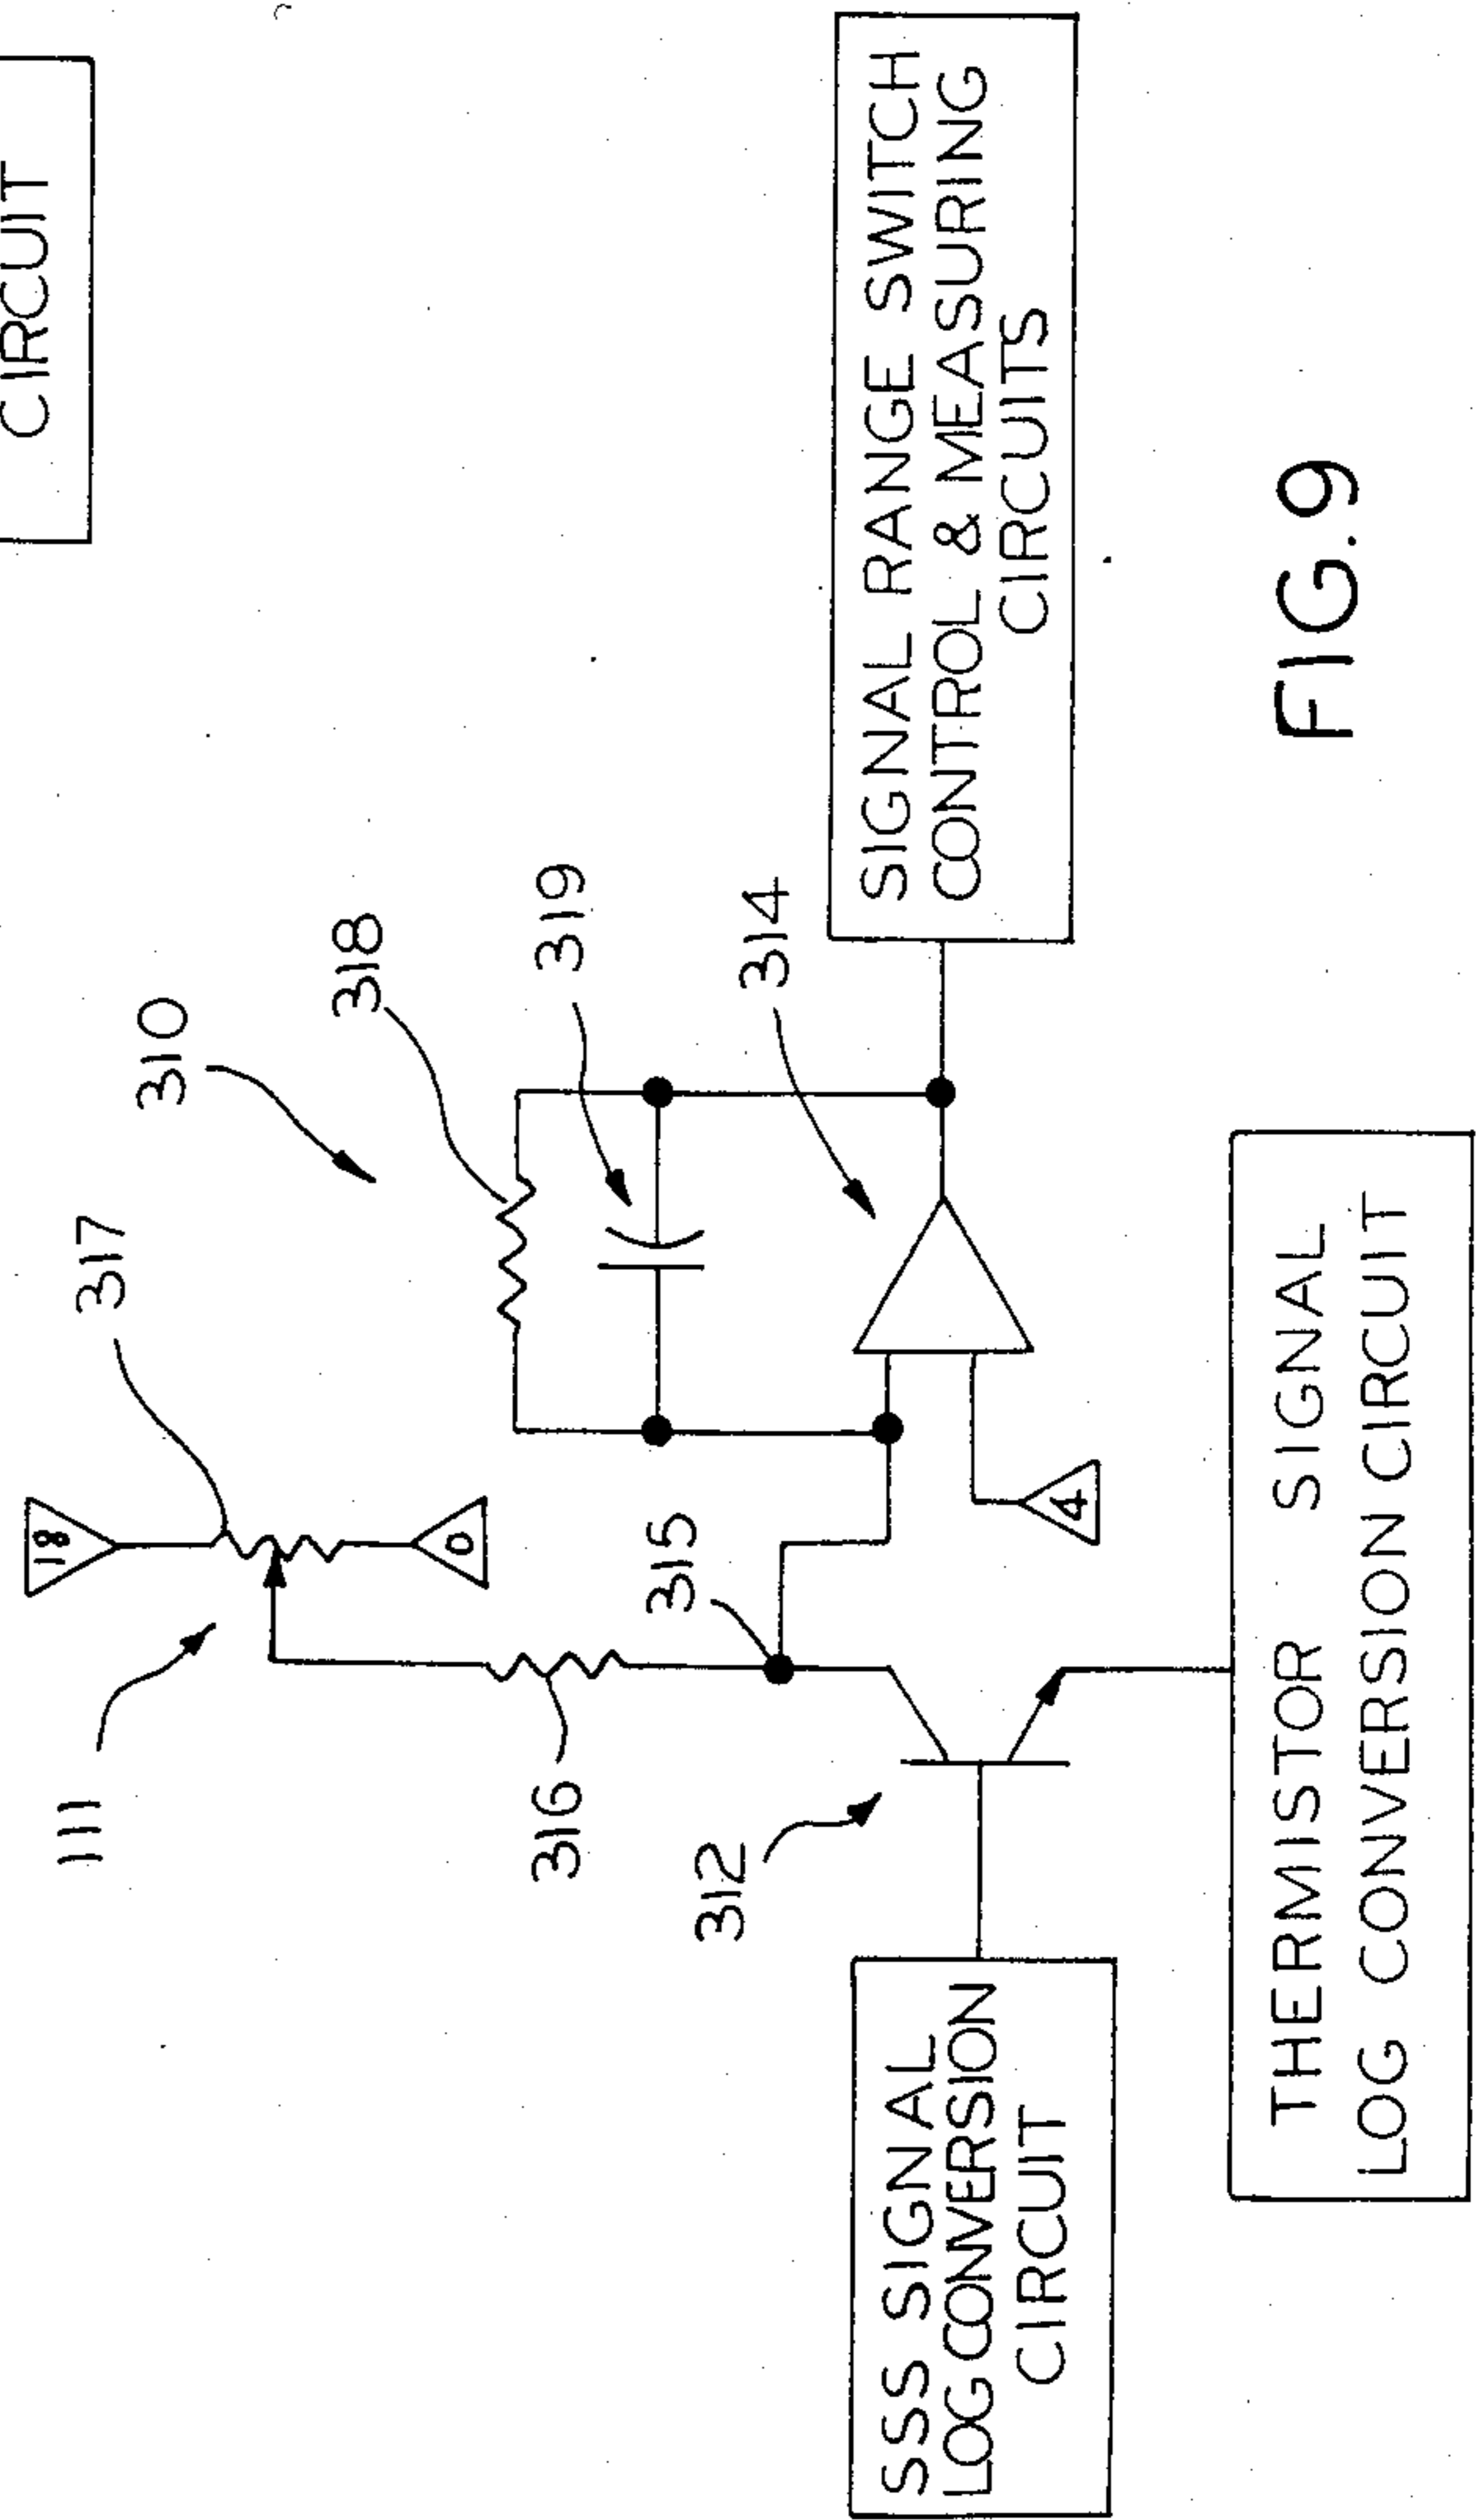 CIRCUIT
310
318
319
314
SIGNAL RANGE SWITCH
CONTROL & MEASURING
CIRCUITS
317
18
0
111
316
315
4
312
SSS SIGNAL
LOG CONVERSION
CIRCUIT
THERMISTOR SIGNAL
LOG CONVERSION CIRCUIT
FIG. 9